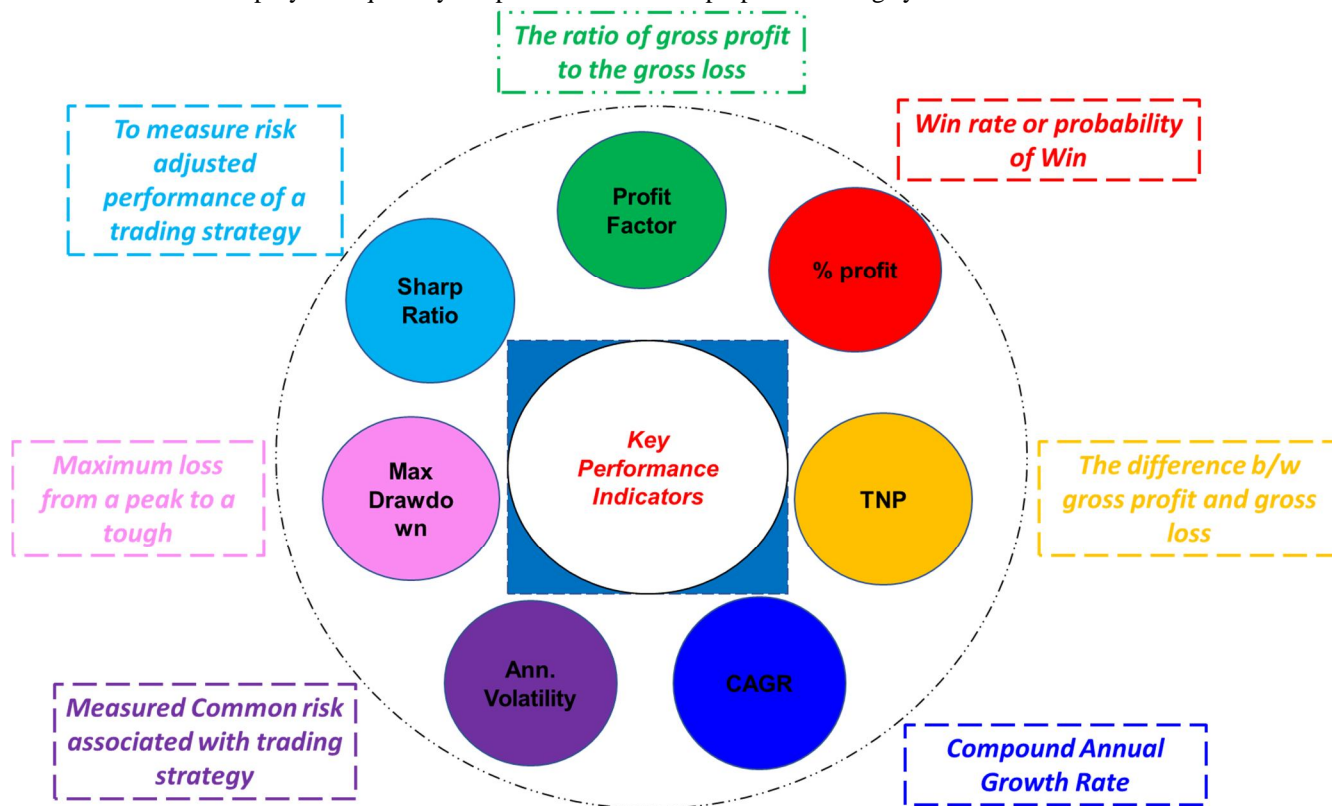 The ratio of gross profit
to the gross loss
To measure risk
adjusted
performance of a
trading strategy
Win rate or probability
of Win
Profit
Factor
% profit
Sharp
Ratio
Key
Performance
Indicators
Maximum loss
from a peak to a
tough
Max
Drawdo
wn
TNP
The difference b/w
gross profit and gross
loss
Ann.
Volatility
CAGR
Measured Common risk
associated with trading
strategy
Compound Annual
Growth Rate